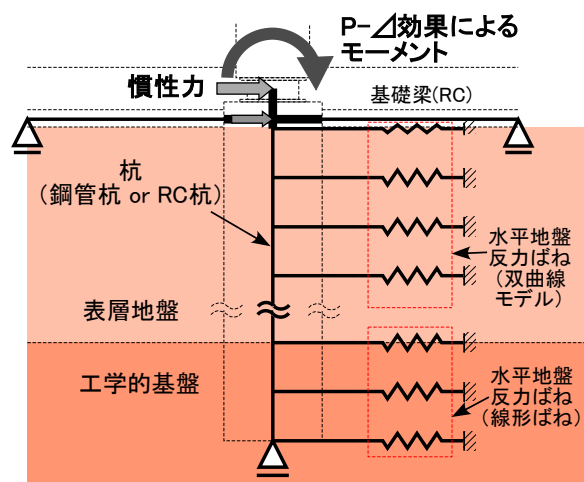 P-⊿効果による
モーメント
慣性力
基礎梁(RC)
杭
(鋼管杭 or RC杭)
水平地盤
反力ばね
(双曲線
モデル)
表層地盤
工学的基盤
水平地盤
反力ばね
(線形ばね)